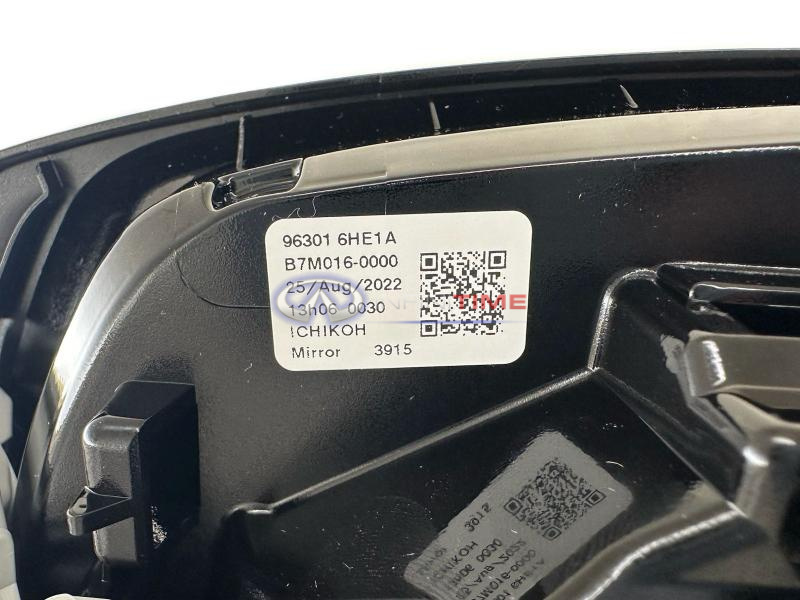 96301 6HE1A
B7M016-0000
25/Aug/2022
13h06 0030
ICHIKOH
Mirror 3915
TIME